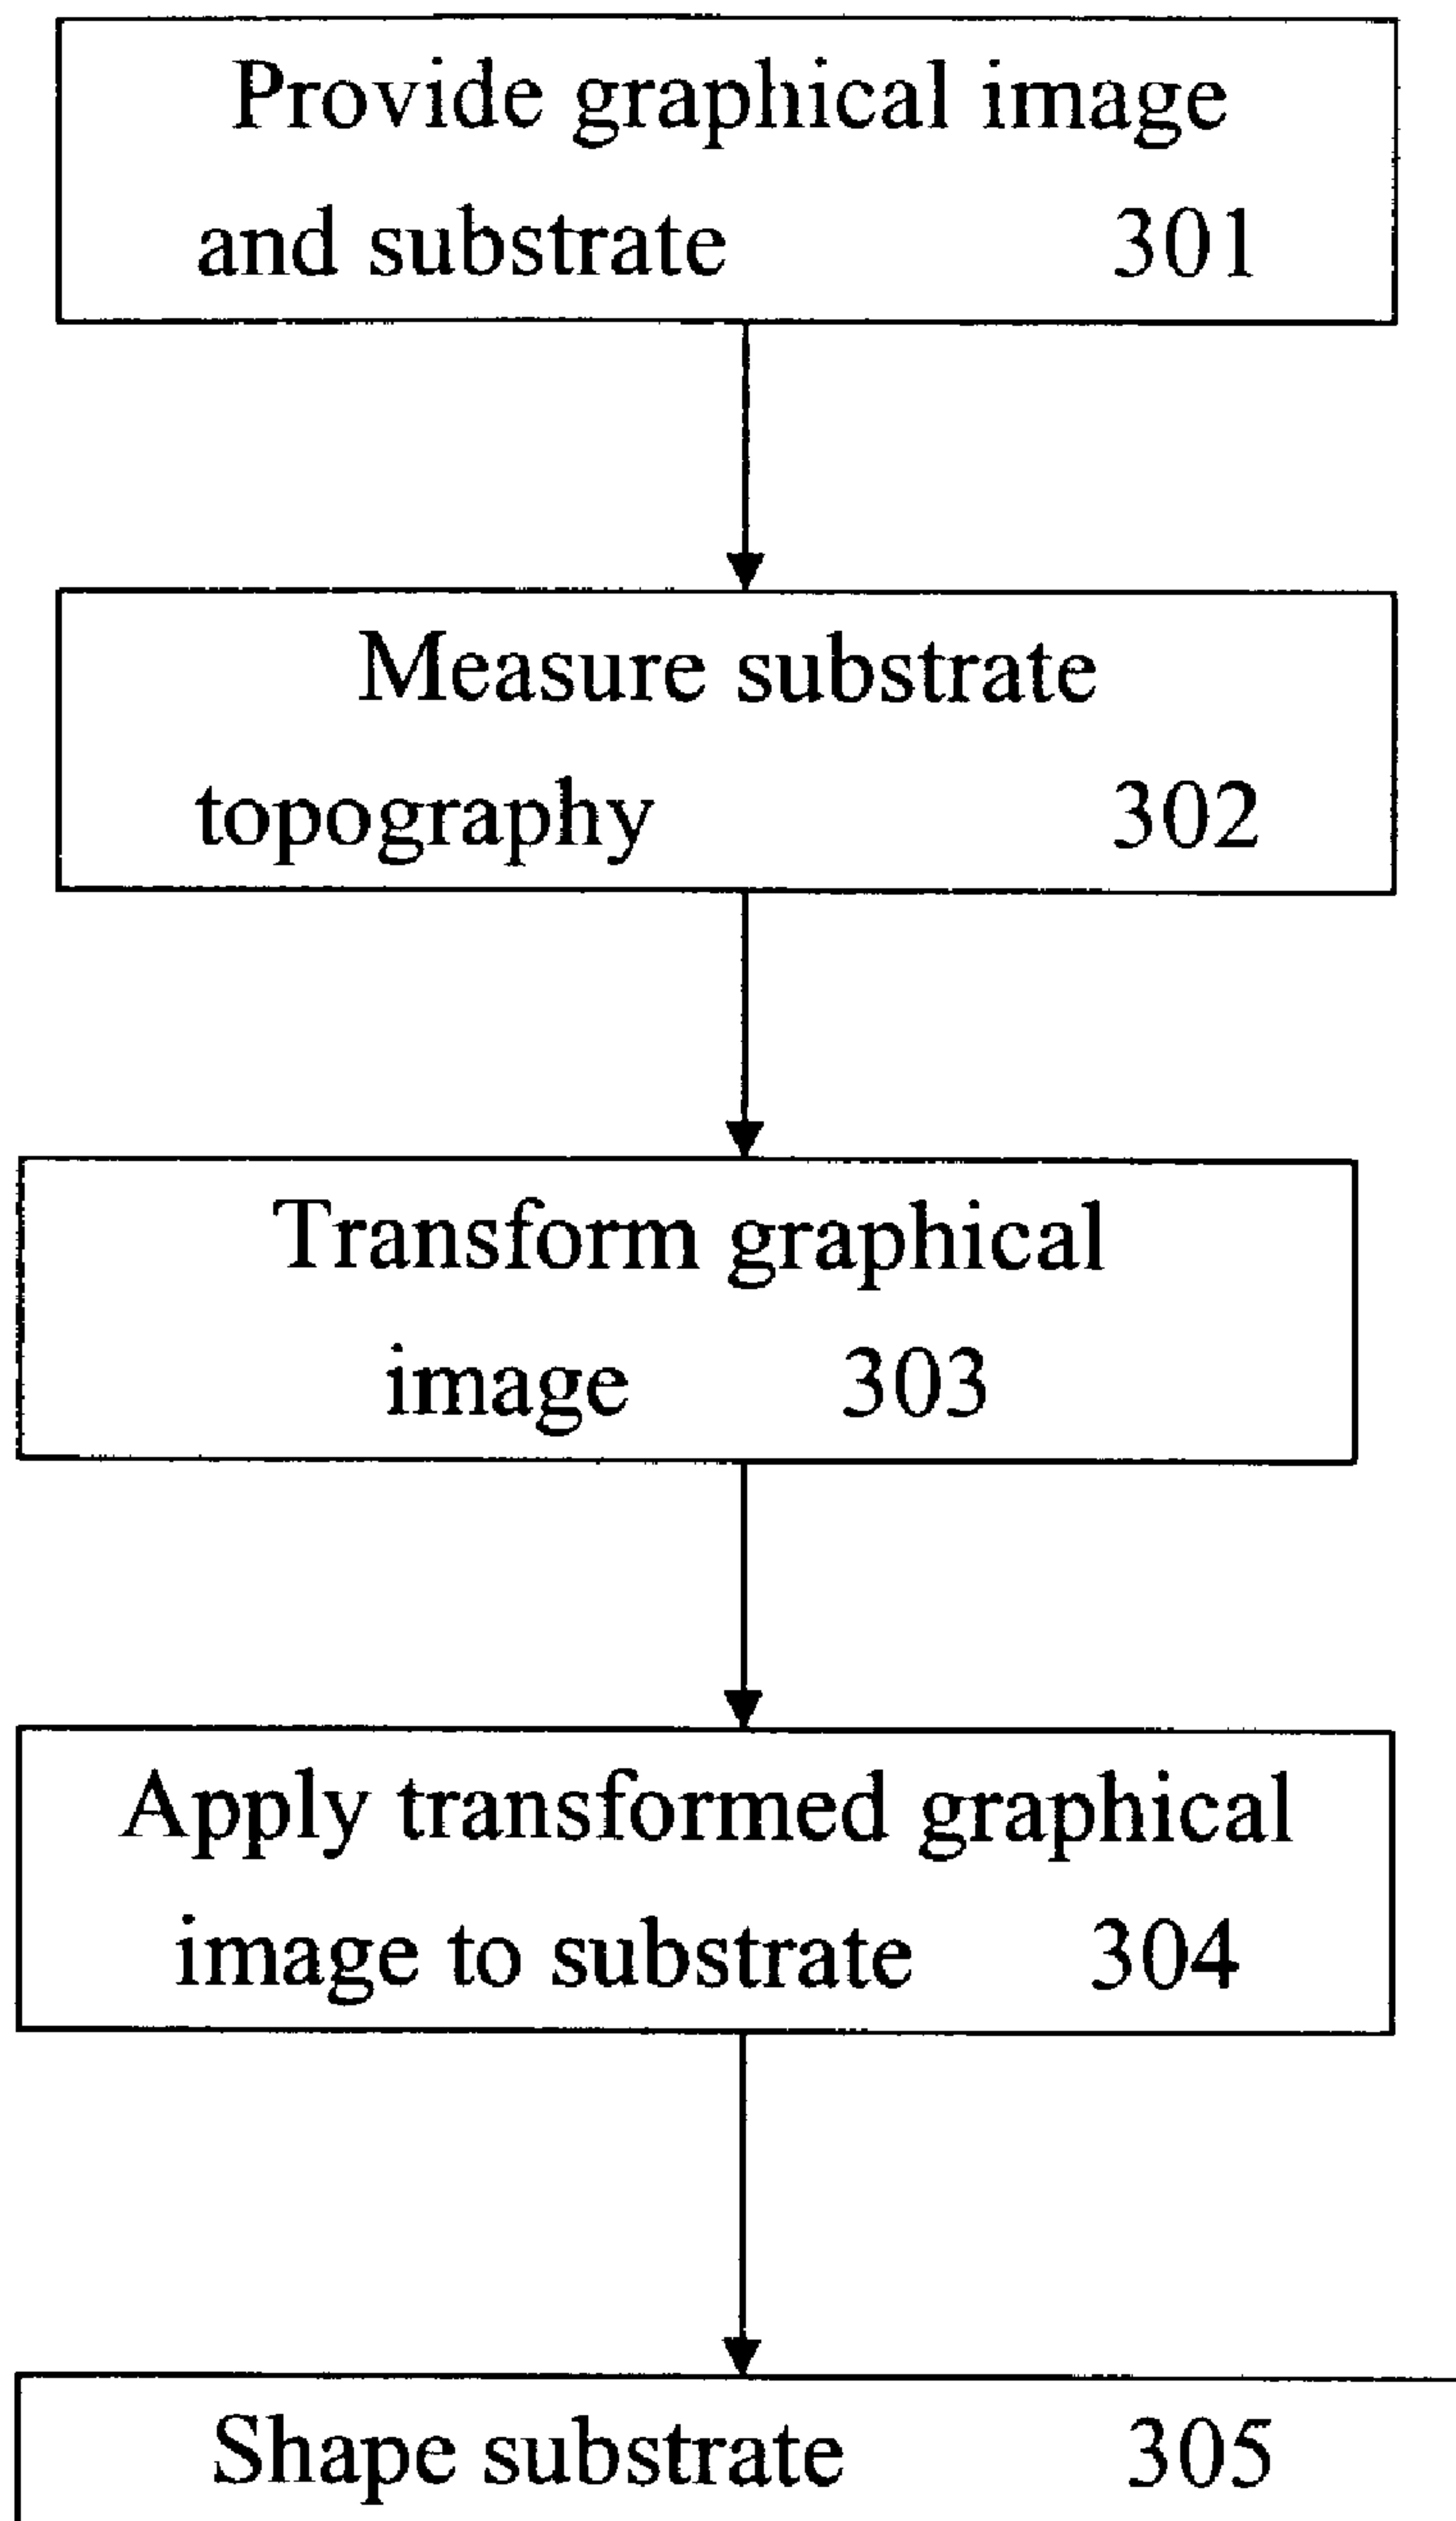 Provide graphical image
and substrate 301
Measure substrate
topography 302
Transform graphical
image 303
Apply transformed graphical
image to substrate 304
Shape substrate 305